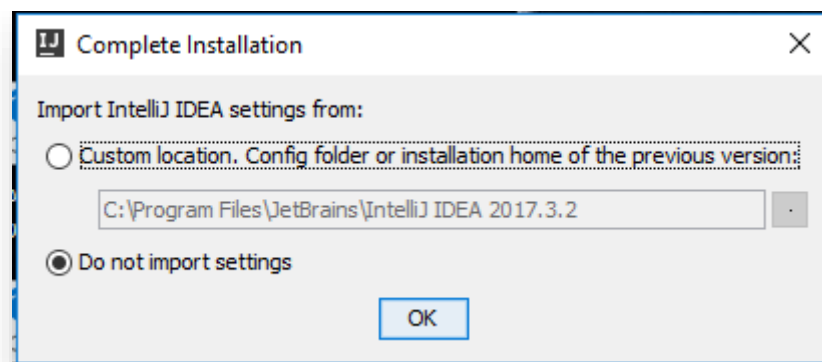 IJ
Complete Installation
Import IntelliJ IDEA settings from:
Custom location. Config folder or installation home of the previous version:
C:\Program Files\JetBrains\IntelliJ IDEA 2017.3.2
.
Do not import settings
OK